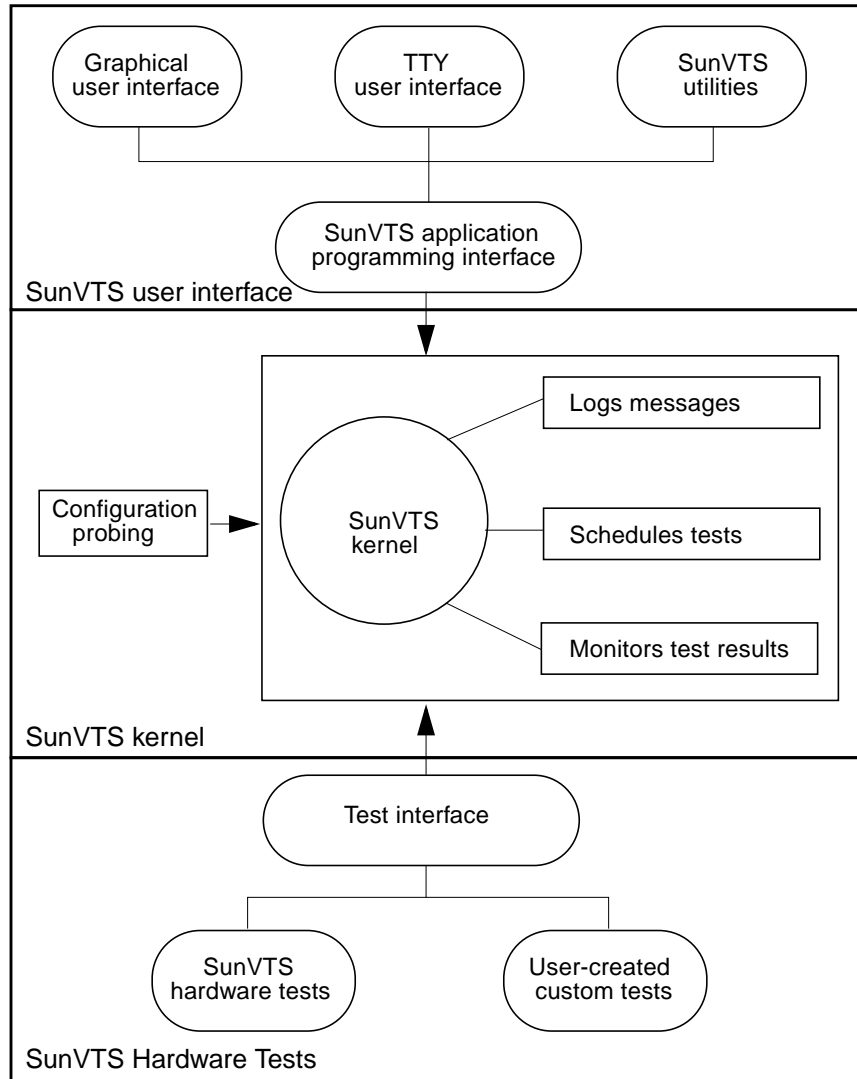 Graphical
user interface
TTY
user interface
SunVTS
utilities
SunVTS application
programming interface
SunVTS user interface
Logs messages
Configuration
probing
SunVTS
kernel
Schedules tests
Monitors test results
SunVTS kernel
Test interface
SunVTS
hardware tests
User-created
custom tests
SunVTS Hardware Tests